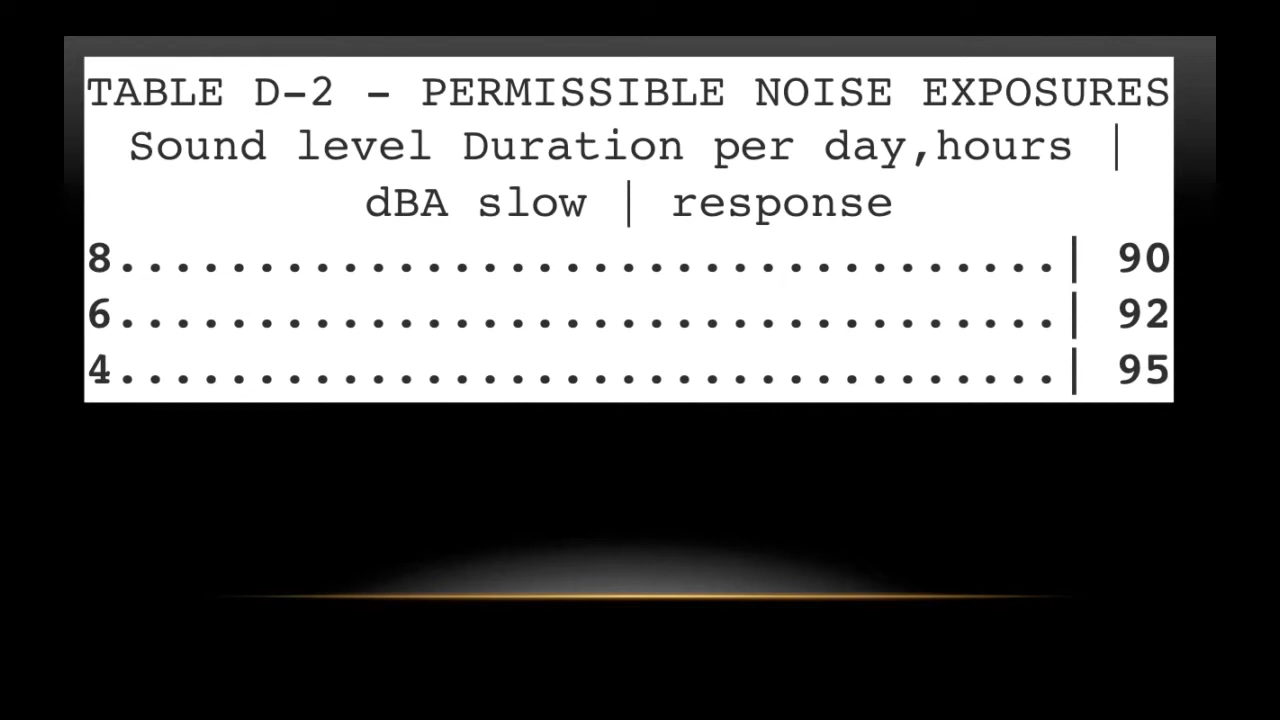 TABLE D-2 - PERMISSIBLE NOISE EXPOSURES
Sound level Duration per day,hours |
dBA slow | response
8..................................| 90
6..................................| 92
4..................................| 95